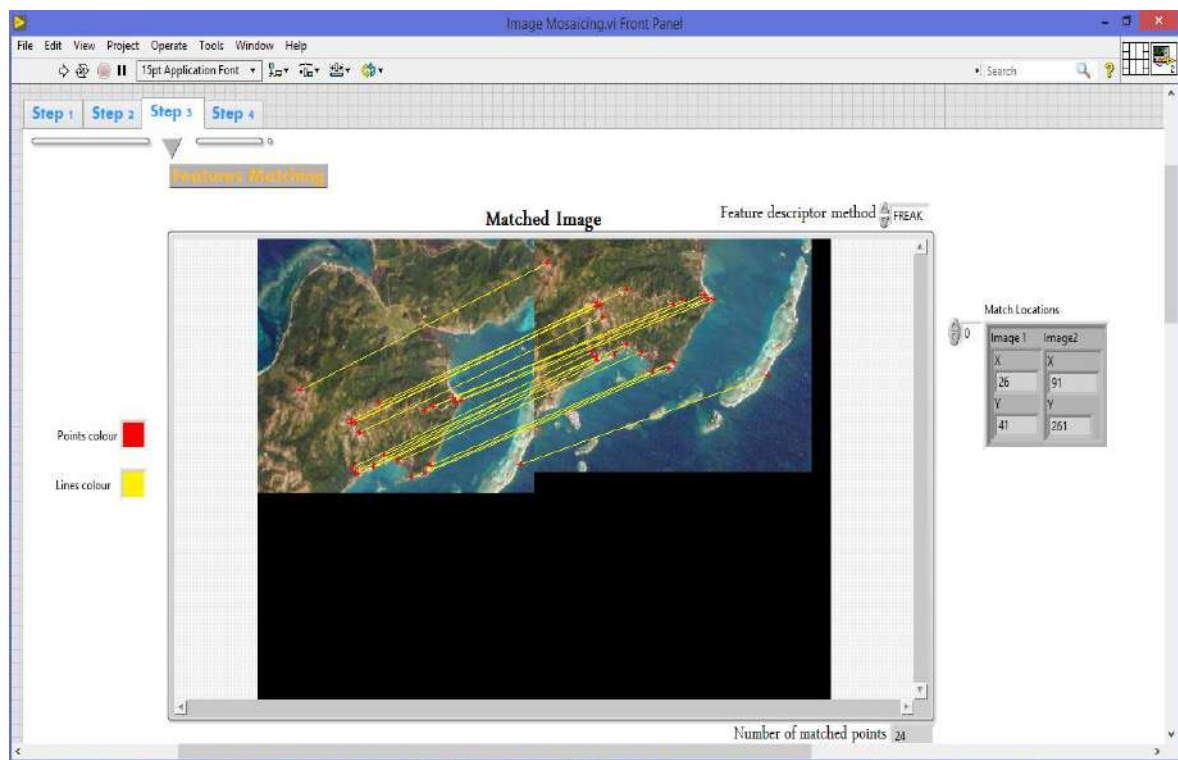 Image Mosaicing.vi Front Panel
File Edit View Project Operate Tools Window Help
15pt Application Font
Search
2
Step 1 Step 2 Step 3 Step 4
0
Features Matching
Feature descriptor method FREAK
Matched Image
Match Locations
0
Image 1 Image2
X X
26 91
Y Y
41 261
Points colour
Lines colour
Number of matched points 24